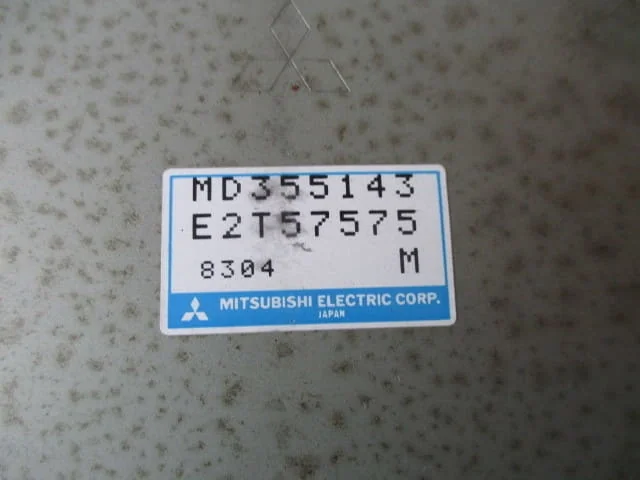 MD355143
E2T57575
8304 M
MITSUBISHI ELECTRIC CORP.
JAPAN